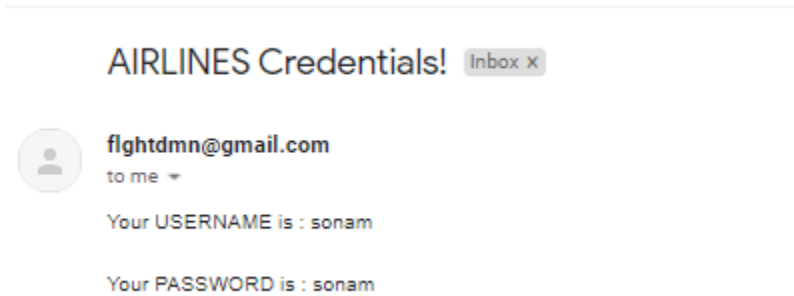 AIRLINES Credentials! Inbox x
flghtdmn@gmail.com
to me
Your USERNAME is : sonam
Your PASSWORD is : sonam